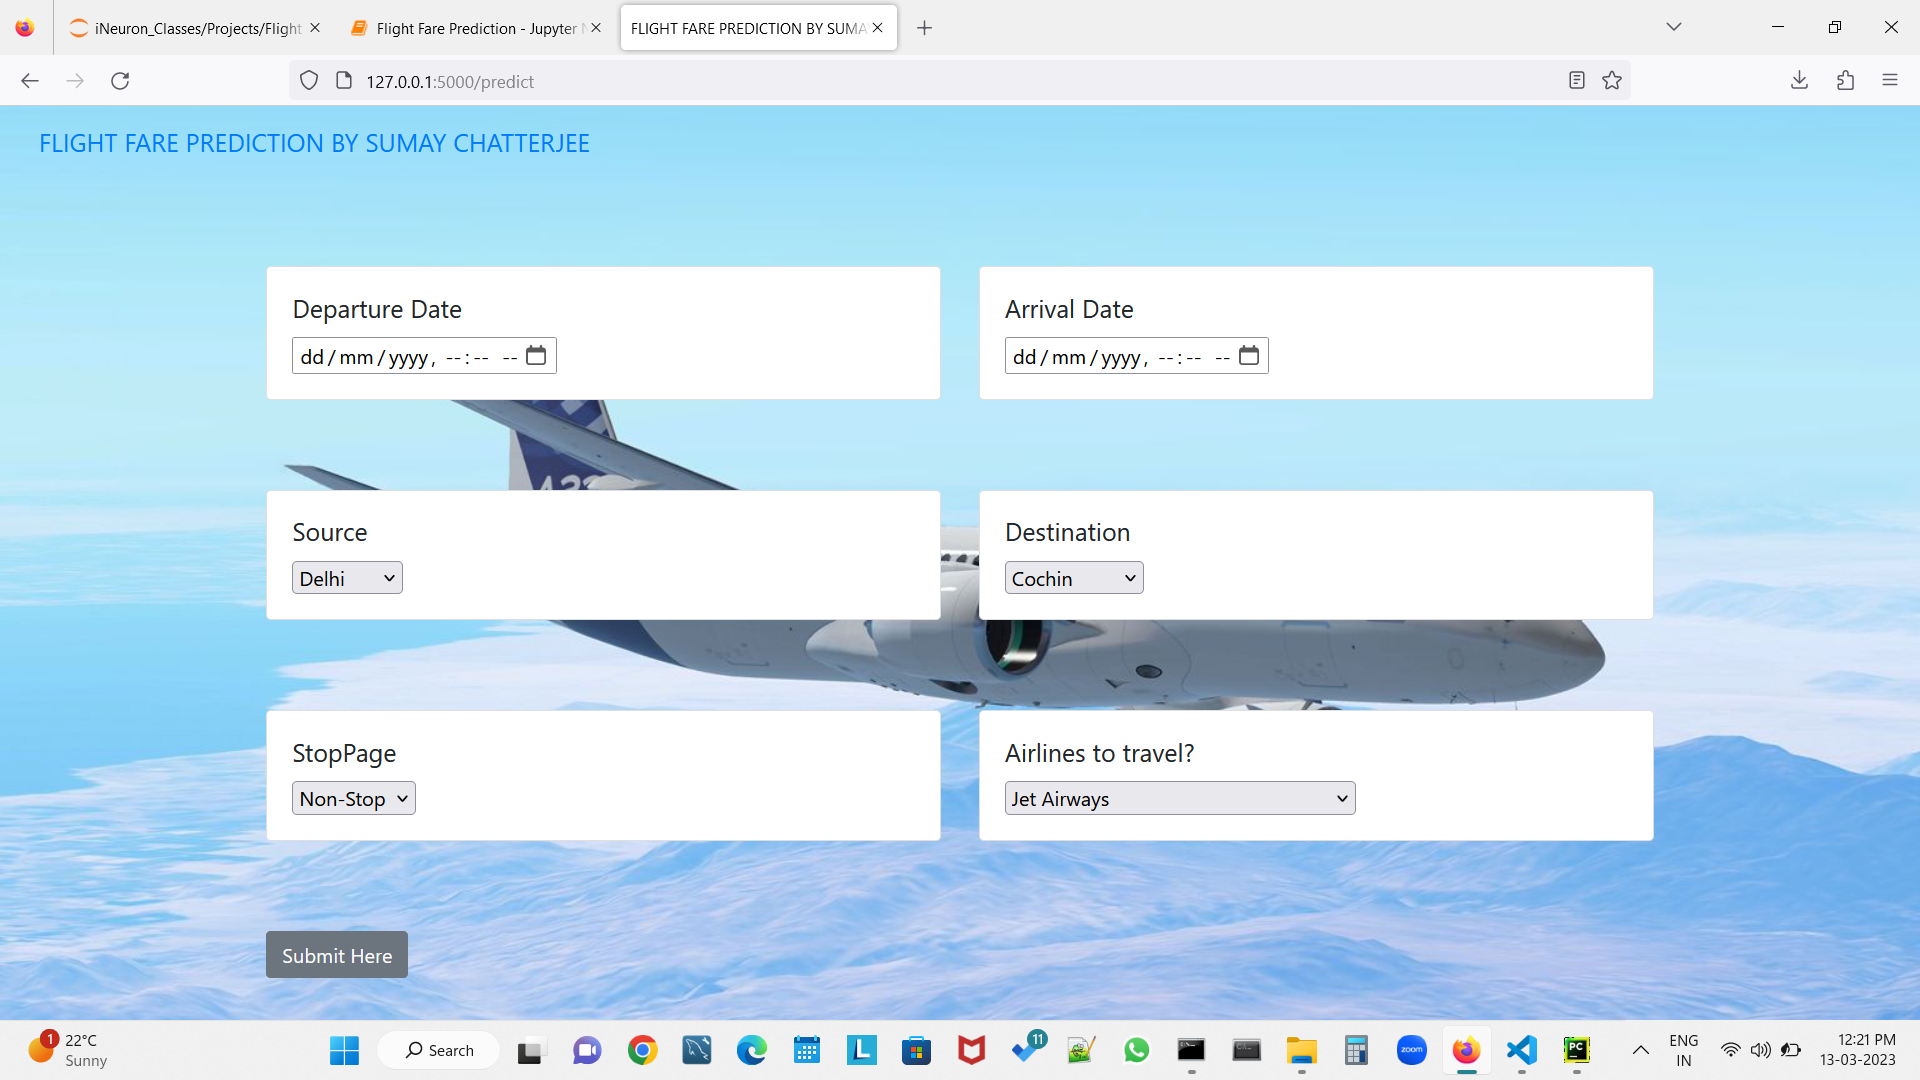 iNeuron_Classes/Projects/Flight
Flight Fare Prediction - Jupyter N
FLIGHT FARE PREDICTION BY SUMA
127.0.0.1:5000/predict
FLIGHT FARE PREDICTION BY SUMAY CHATTERJEE
Departure Date
Arrival Date
dd/mm/yyyy, --:-- --
dd/mm/yyyy, --:-- --
Source
Destination
Delhi
Cochin
StopPage
Airlines to travel?
Non-Stop
Jet Airways
Submit Here
1
22°C
Sunny
Search
L
11
zoom
PC
ENG
IN
12:21 PM
13-03-2023